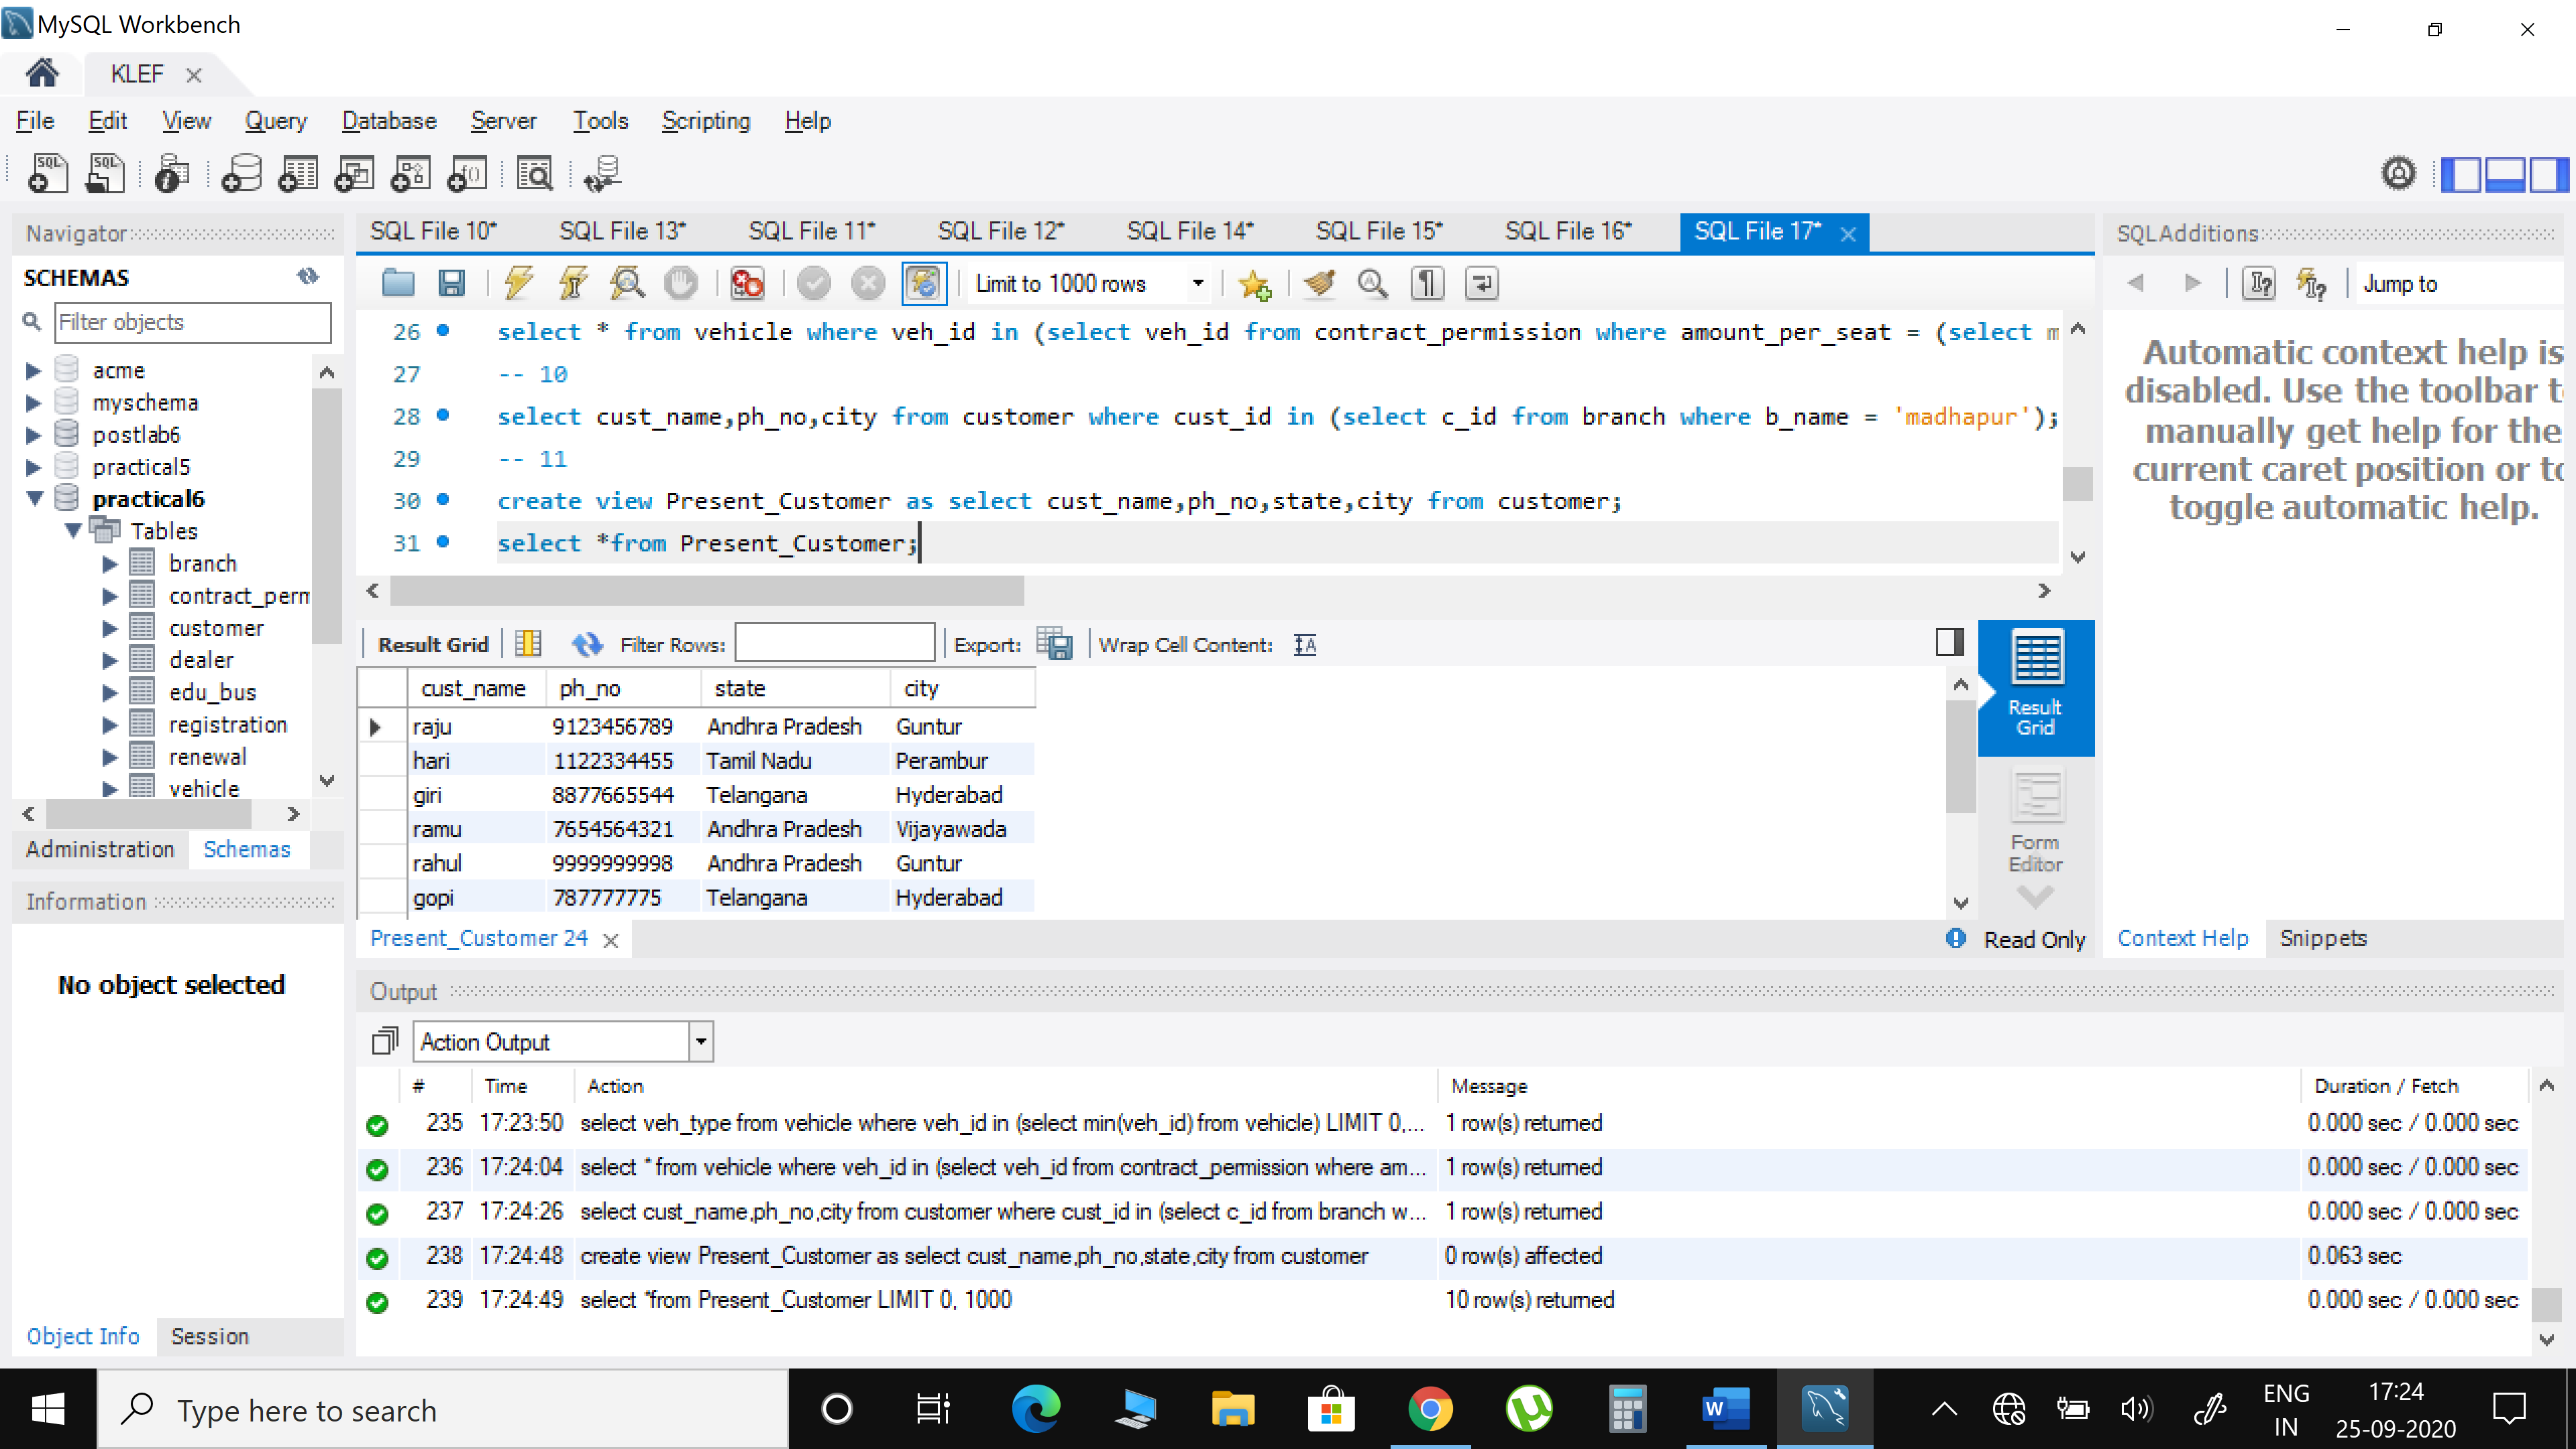 MySQL Workbench
KLEF
File Edit View Query Database Server Tools Scripting Help
Navigator
SCHEMAS
Filter objects
acme
myschema
postlab6
practical5
practical6
Tables
branch
contract_perm
customer
dealer
edu_bus
registration
renewal
vehicle
Administration Schemas
Information
No object selected
Object Info Session
SQL File 10* SQL File 13* SQL File 11* SQL File 12* SQL File 14* SQL File 15* SQL File 16* SQL File 17*
Limit to 1000 rows
26 select * from vehicle where veh_id in (select veh_id from contract_permission where amount_per_seat = (select m
27 -- 10
28 select cust_name,ph_no,city from customer where cust_id in (select c_id from branch where b_name = 'madhapur');
29 -- 11
30 create view Present_Customer as select cust_name,ph_no,state,city from customer;
31 select *from Present_Customer;
Result Grid Filter Rows: Export: Wrap Cell Content:
cust_name ph_no state city
raju 9123456789 Andhra Pradesh Guntur
hari 1122334455 Tamil Nadu Perambur
giri 8877665544 Telangana Hyderabad
ramu 7654564321 Andhra Pradesh Vijayawada
rahul 9999999998 Andhra Pradesh Guntur
gopi 787777775 Telangana Hyderabad
Result
Grid
Form
Editor
Present_Customer 24
Read Only
SQLAdditions
Jump to
Automatic context help is
disabled. Use the toolbar to
manually get help for the
current caret position or to
toggle automatic help.
Context Help Snippets
Output
Action Output
# Time Action Message Duration / Fetch
235 17:23:50 select veh_type from vehicle where veh_id in (select min(veh_id) from vehicle) LIMIT 0,... 1 row(s) returned 0.000 sec / 0.000 sec
236 17:24:04 select * from vehicle where veh_id in (select veh_id from contract_permission where am... 1 row(s) returned 0.000 sec / 0.000 sec
237 17:24:26 select cust_name,ph_no,city from customer where cust_id in (select c_id from branch w... 1 row(s) returned 0.000 sec / 0.000 sec
238 17:24:48 create view Present_Customer as select cust_name,ph_no,state,city from customer 0 row(s) affected 0.063 sec
239 17:24:49 select *from Present_Customer LIMIT 0, 1000 10 row(s) returned 0.000 sec / 0.000 sec
Type here to search
ENG
IN
17:24
25-09-2020